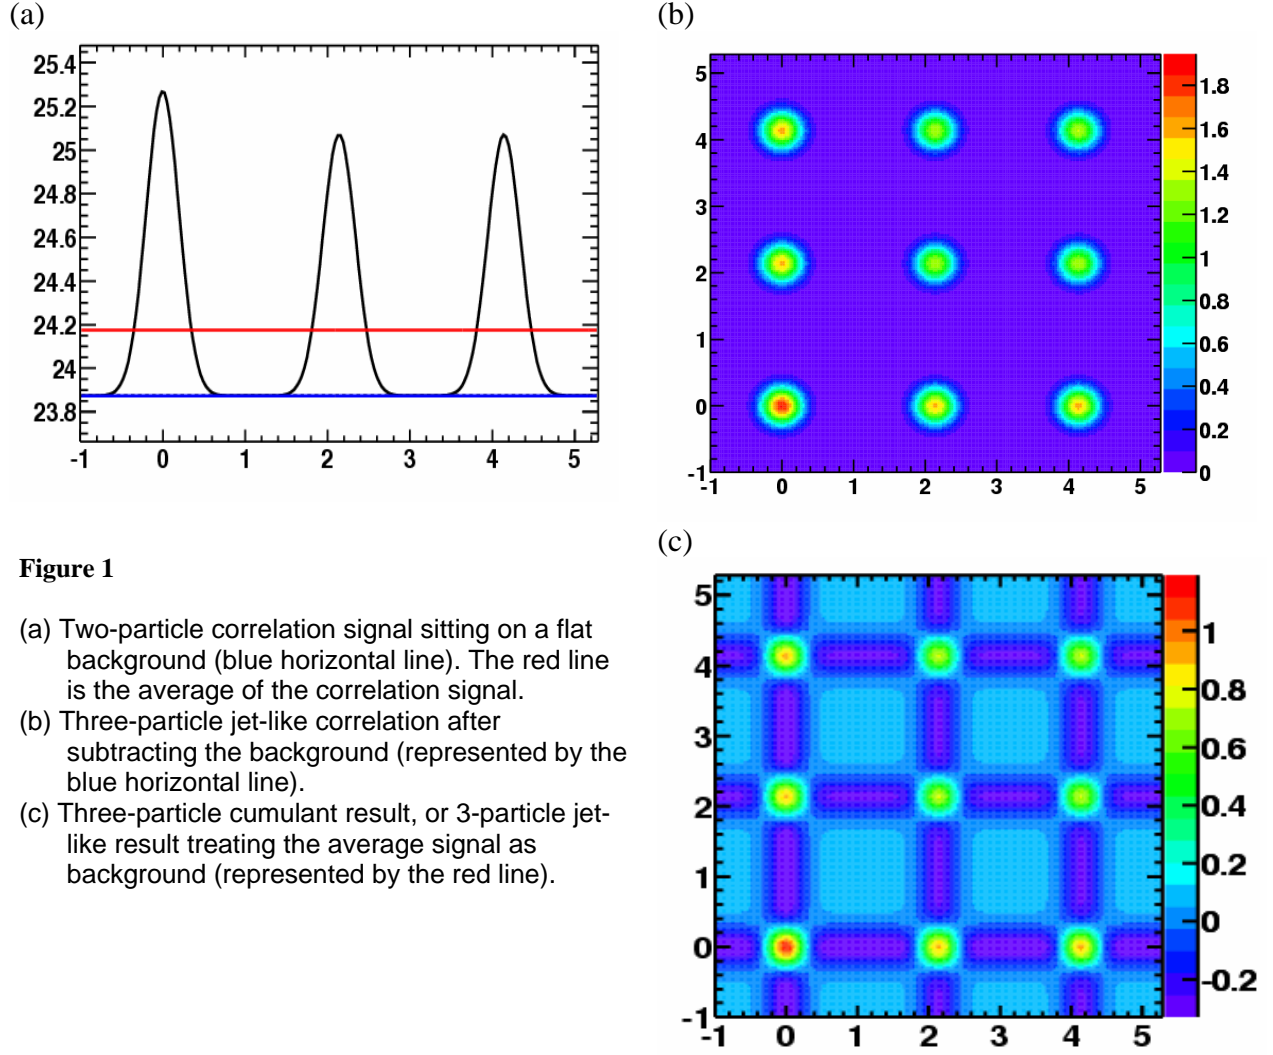 (a)
25.4
25.2
25
24.8
24.6
24.4
24.2
24
23.8
-1 0 1 2 3 4 5
(b)
5
4
3
2
1
0
-1
-1 0 1 2 3 4 5
1.8
1.6
1.4
1.2
1
0.8
0.6
0.4
0.2
0
Figure 1
(a) Two-particle correlation signal sitting on a flat
background (blue horizontal line). The red line
is the average of the correlation signal.
(b) Three-particle jet-like correlation after
subtracting the background (represented by the
blue horizontal line).
(c) Three-particle cumulant result, or 3-particle jet-
like result treating the average signal as
background (represented by the red line).
(c)
5
4
3
2
1
0
-1
-1 0 1 2 3 4 5
1
0.8
0.6
0.4
0.2
0
-0.2